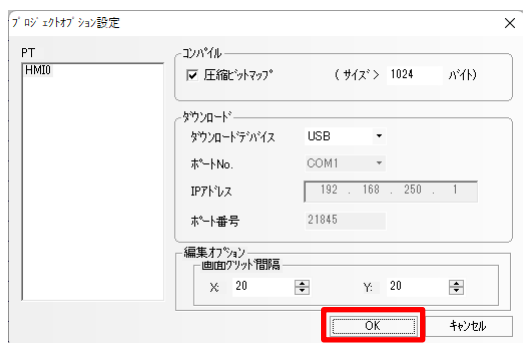 プロジェクトオプション設定
PT
HMI0
コンパイル
圧縮ビットマップ （サイズ＞ 1024 バイト）
ダウンロード
ダウンロードデバイス USB
ポートNo. COM1
IPアドレス 192 . 168 . 250 . 1
ポート番号 21845
編集オプション
画面グリッド間隔
X: 20 Y: 20
OK キャンセル